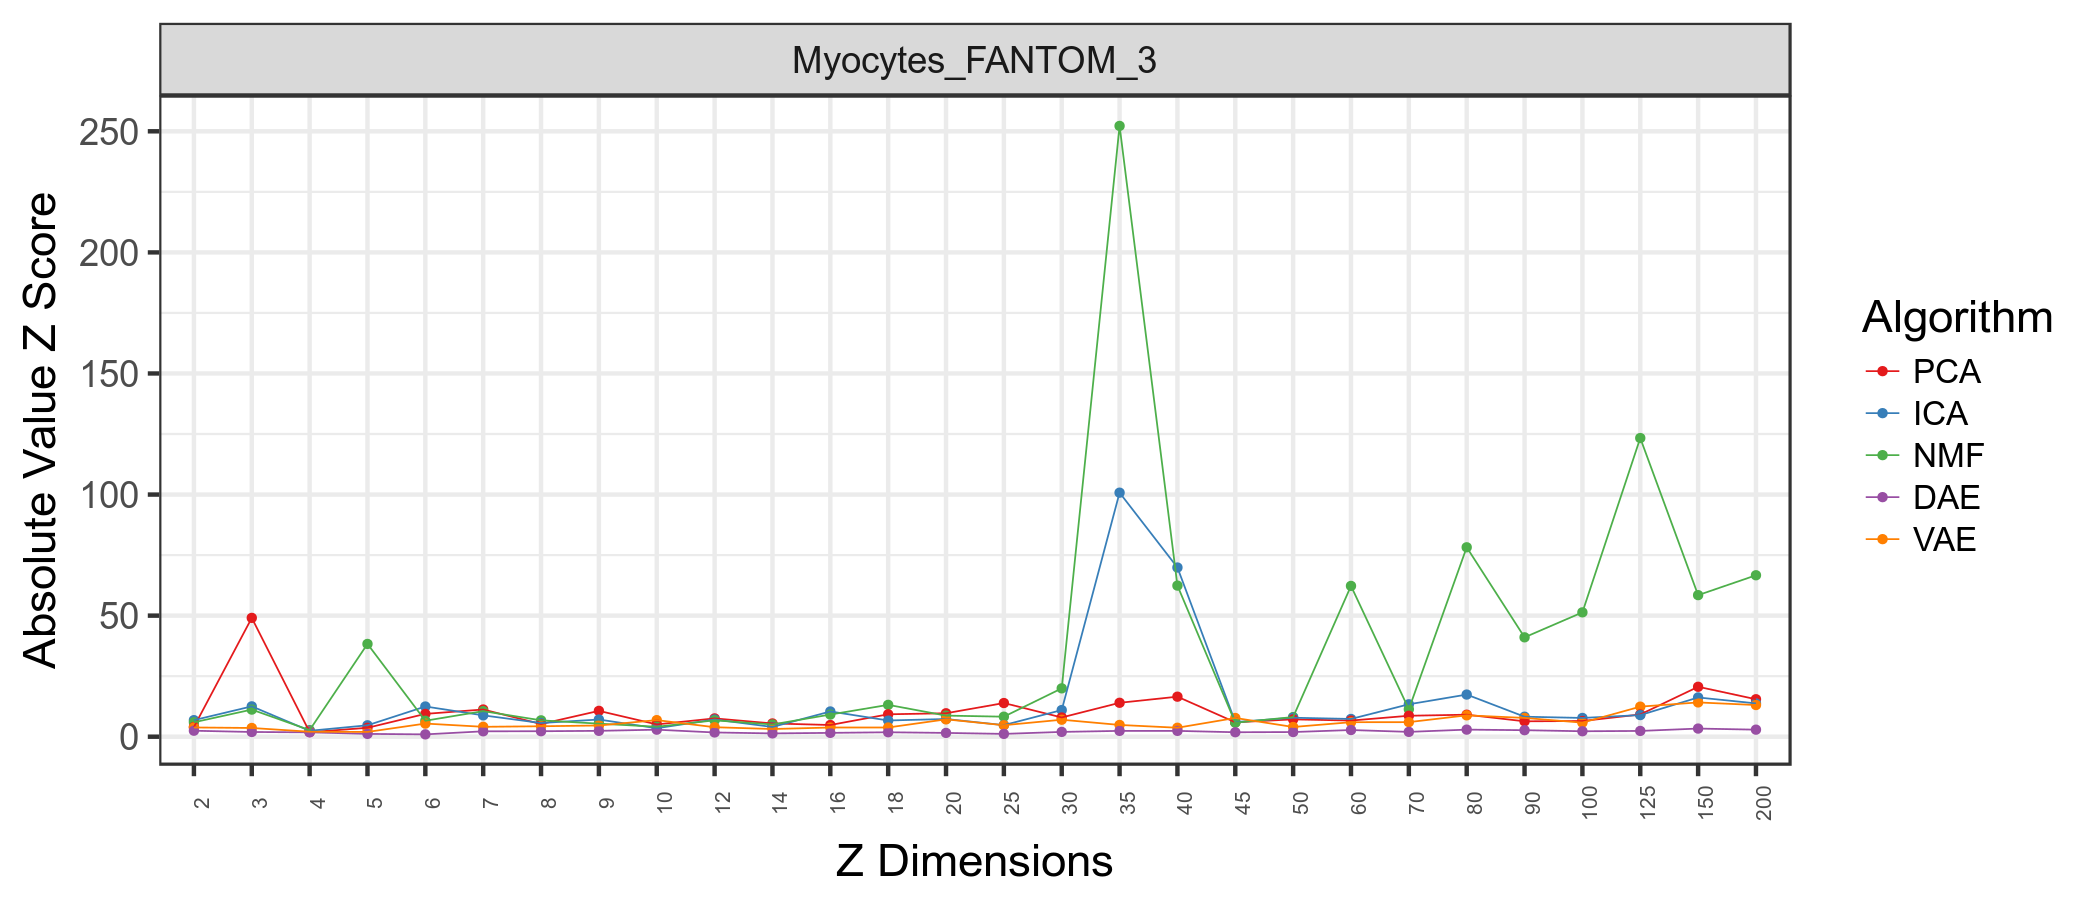 Myocytes_FANTOM_3
Absolute Value Z Score
250
200
150
100
50
0
2 3 4 5 6 7 8 9 10 12 14 16 18 20 25 30 35 40 45 50 60 70 80 90 100 125 150 200
Z Dimensions
Algorithm
PCA
ICA
NMF
DAE
VAE